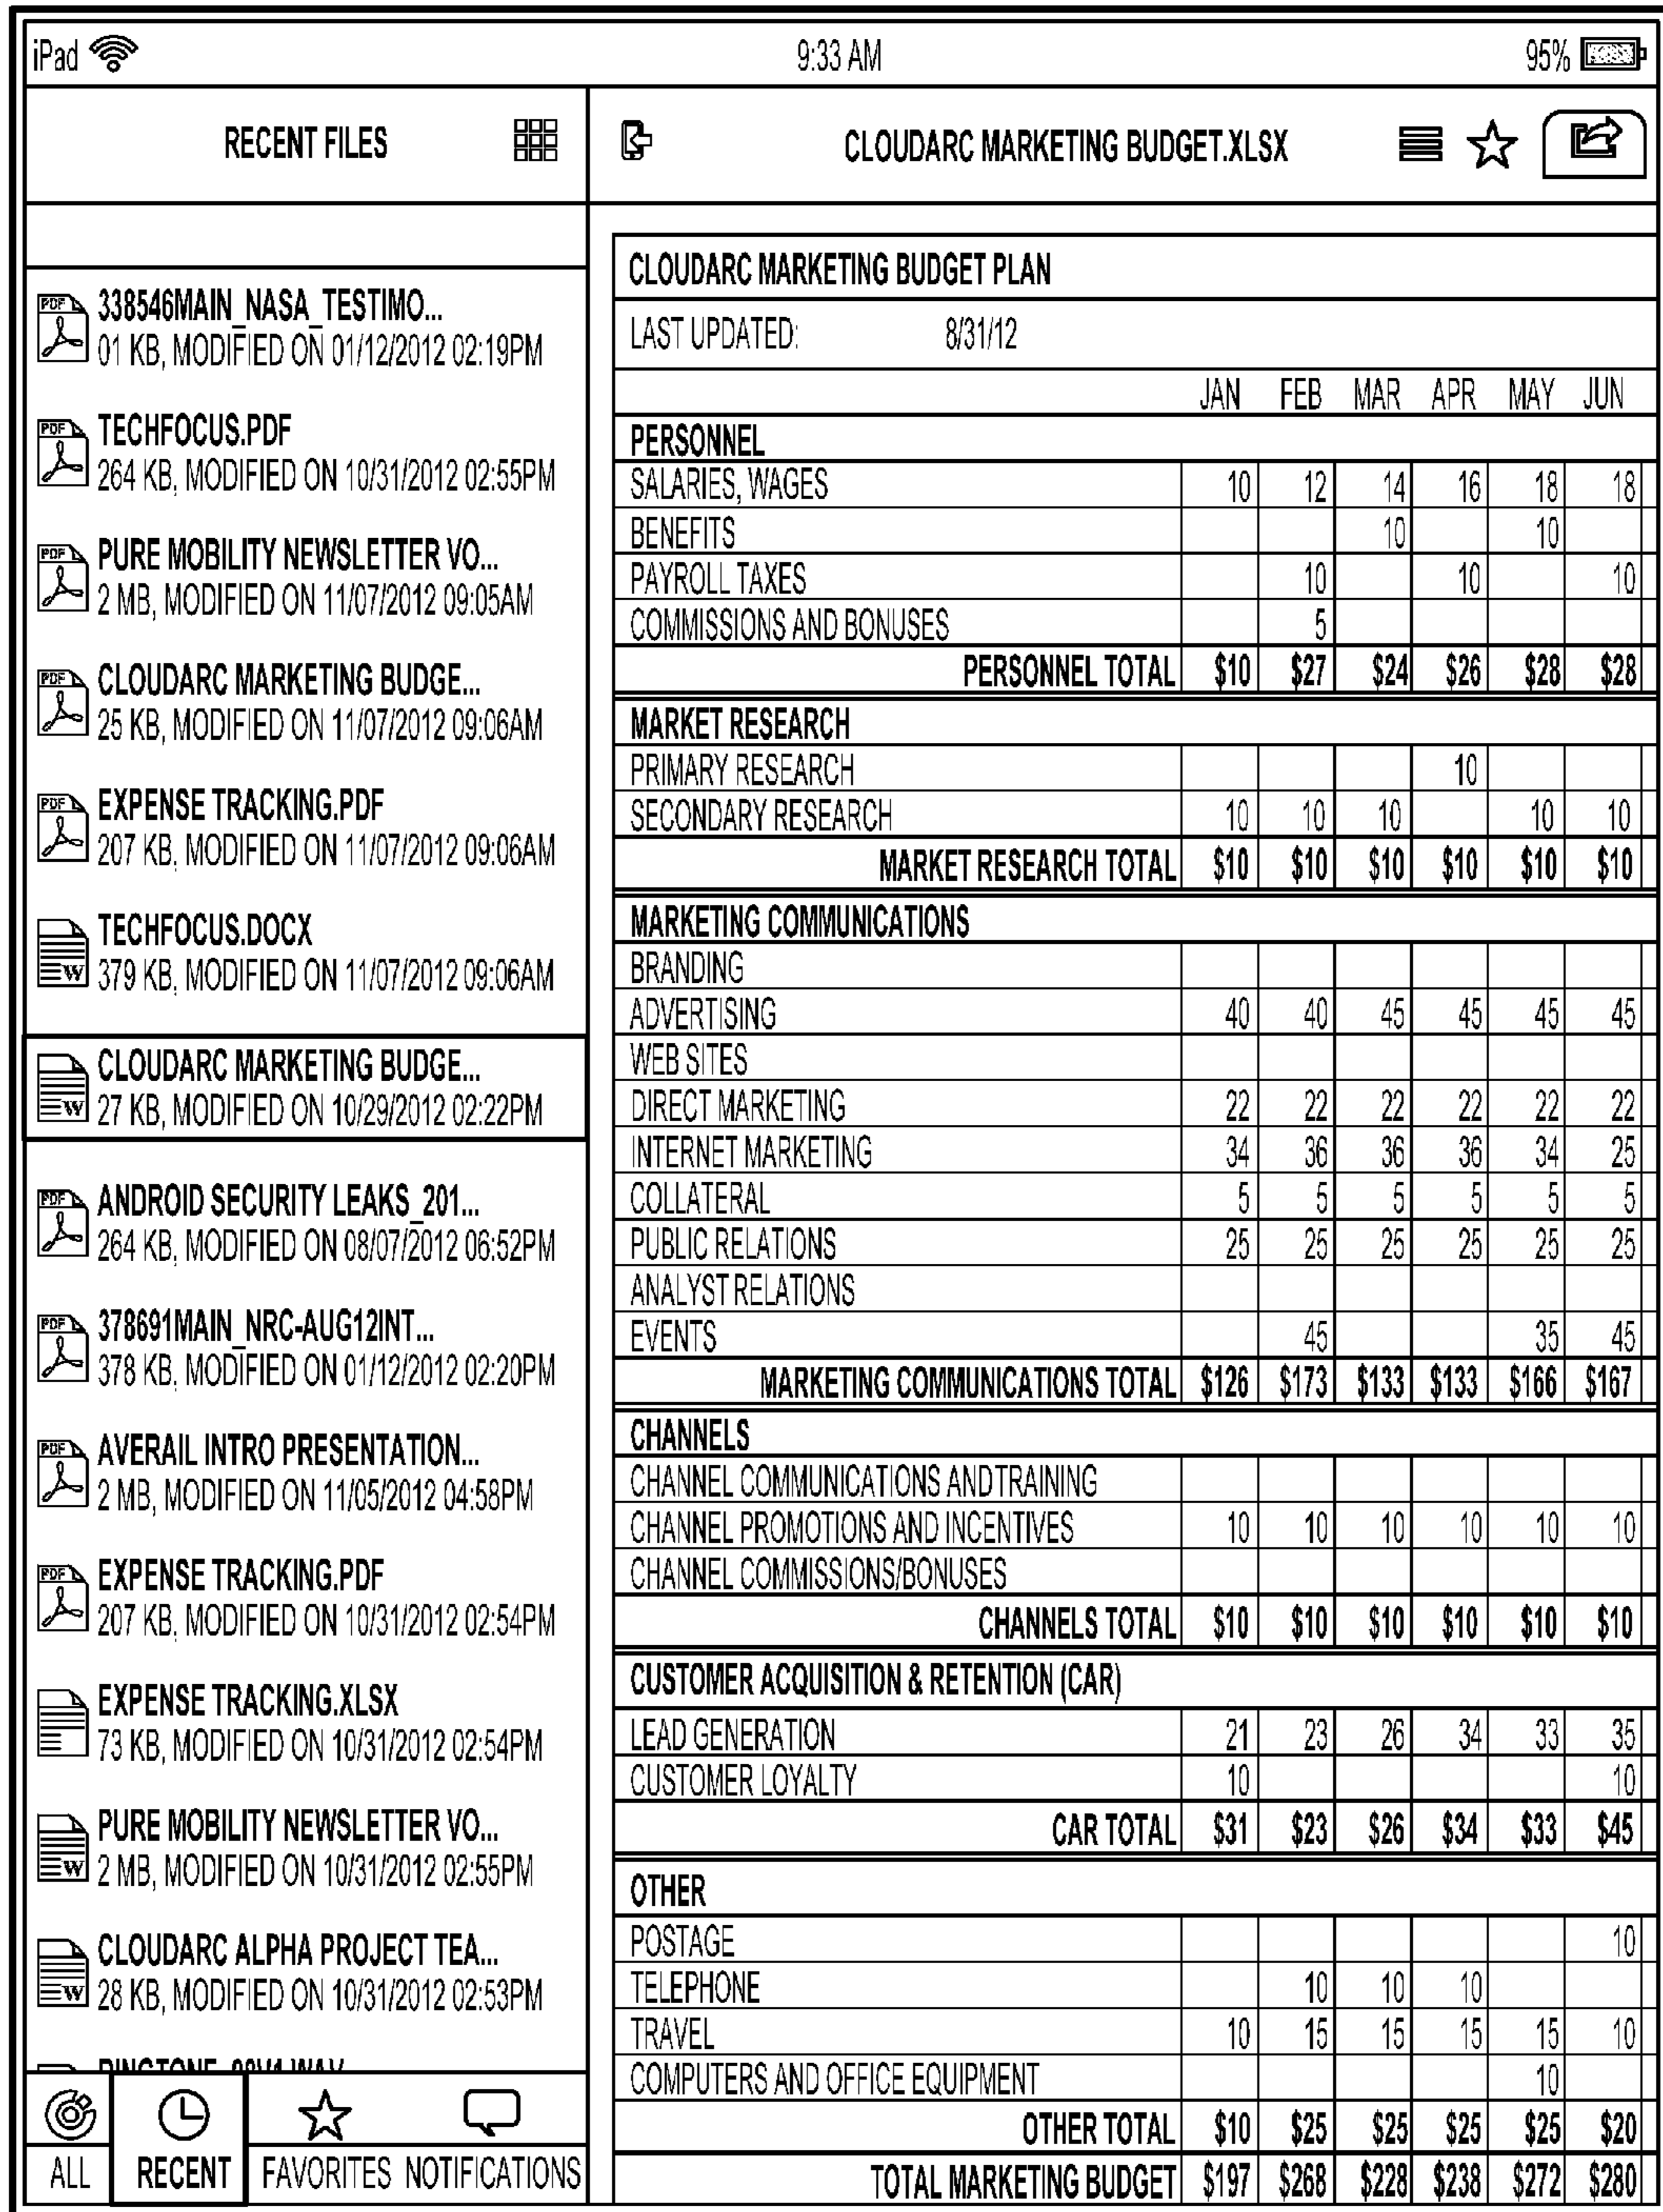 iPad 9:33 AM 95%
RECENT FILES
CLOUDARC MARKETING BUDGET.XLSX
PDF 338546MAIN_NASA_TESTIMO...
01 KB, MODIFIED ON 01/12/2012 02:19PM
PDF TECHFOCUS.PDF
264 KB, MODIFIED ON 10/31/2012 02:55PM
PDF PURE MOBILITY NEWSLETTER VO...
2 MB, MODIFIED ON 11/07/2012 09:05AM
PDF CLOUDARC MARKETING BUDGE...
25 KB, MODIFIED ON 11/07/2012 09:06AM
PDF EXPENSE TRACKING.PDF
207 KB, MODIFIED ON 11/07/2012 09:06AM
TECHFOCUS.DOCX
W 379 KB, MODIFIED ON 11/07/2012 09:06AM
CLOUDARC MARKETING BUDGE...
W 27 KB, MODIFIED ON 10/29/2012 02:22PM
PDF ANDROID SECURITY LEAKS_201...
264 KB, MODIFIED ON 08/07/2012 06:52PM
PDF 378691MAIN_NRC-AUG12INT...
378 KB, MODIFIED ON 01/12/2012 02:20PM
PDF AVERAIL INTRO PRESENTATION...
2 MB, MODIFIED ON 11/05/2012 04:58PM
PDF EXPENSE TRACKING.PDF
207 KB, MODIFIED ON 10/31/2012 02:54PM
EXPENSE TRACKING.XLSX
73 KB, MODIFIED ON 10/31/2012 02:54PM
PURE MOBILITY NEWSLETTER VO...
W 2 MB, MODIFIED ON 10/31/2012 02:55PM
CLOUDARC ALPHA PROJECT TEA...
W 28 KB, MODIFIED ON 10/31/2012 02:53PM
ALL RECENT FAVORITES NOTIFICATIONS
CLOUDARC MARKETING BUDGET PLAN
LAST UPDATED: 8/31/12
JAN FEB MAR APR MAY JUN
PERSONNEL
SALARIES, WAGES 10 12 14 16 18 18
BENEFITS 10 10
PAYROLL TAXES 10 10 10
COMMISSIONS AND BONUSES 5
PERSONNEL TOTAL $10 $27 $24 $26 $28 $28
MARKET RESEARCH
PRIMARY RESEARCH 10
SECONDARY RESEARCH 10 10 10 10 10
MARKET RESEARCH TOTAL $10 $10 $10 $10 $10 $10
MARKETING COMMUNICATIONS
BRANDING
ADVERTISING 40 40 45 45 45 45
WEB SITES
DIRECT MARKETING 22 22 22 22 22 22
INTERNET MARKETING 34 36 36 36 34 25
COLLATERAL 5 5 5 5 5 5
PUBLIC RELATIONS 25 25 25 25 25 25
ANALYST RELATIONS
EVENTS 45 35 45
MARKETING COMMUNICATIONS TOTAL $126 $173 $133 $133 $166 $167
CHANNELS
CHANNEL COMMUNICATIONS ANDTRAINING
CHANNEL PROMOTIONS AND INCENTIVES 10 10 10 10 10 10
CHANNEL COMMISSIONS/BONUSES
CHANNELS TOTAL $10 $10 $10 $10 $10 $10
CUSTOMER ACQUISITION & RETENTION (CAR)
LEAD GENERATION 21 23 26 34 33 35
CUSTOMER LOYALTY 10 10
CAR TOTAL $31 $23 $26 $34 $33 $45
OTHER
POSTAGE 10
TELEPHONE 10 10 10
TRAVEL 10 15 15 15 15 10
COMPUTERS AND OFFICE EQUIPMENT 10
OTHER TOTAL $10 $25 $25 $25 $25 $20
TOTAL MARKETING BUDGET $197 $268 $228 $238 $272 $280